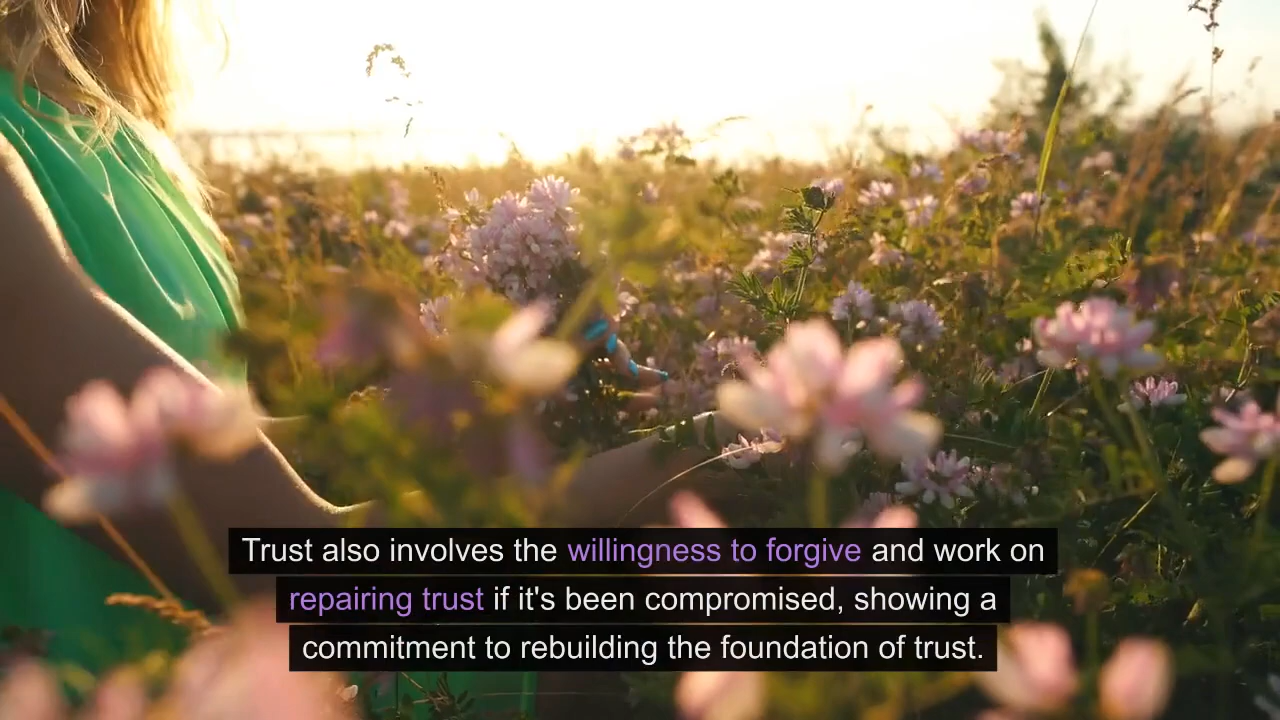 Trust also involves the willingness to forgive and work on
repairing trust if it's been compromised, showing a
commitment to rebuilding the foundation of trust.